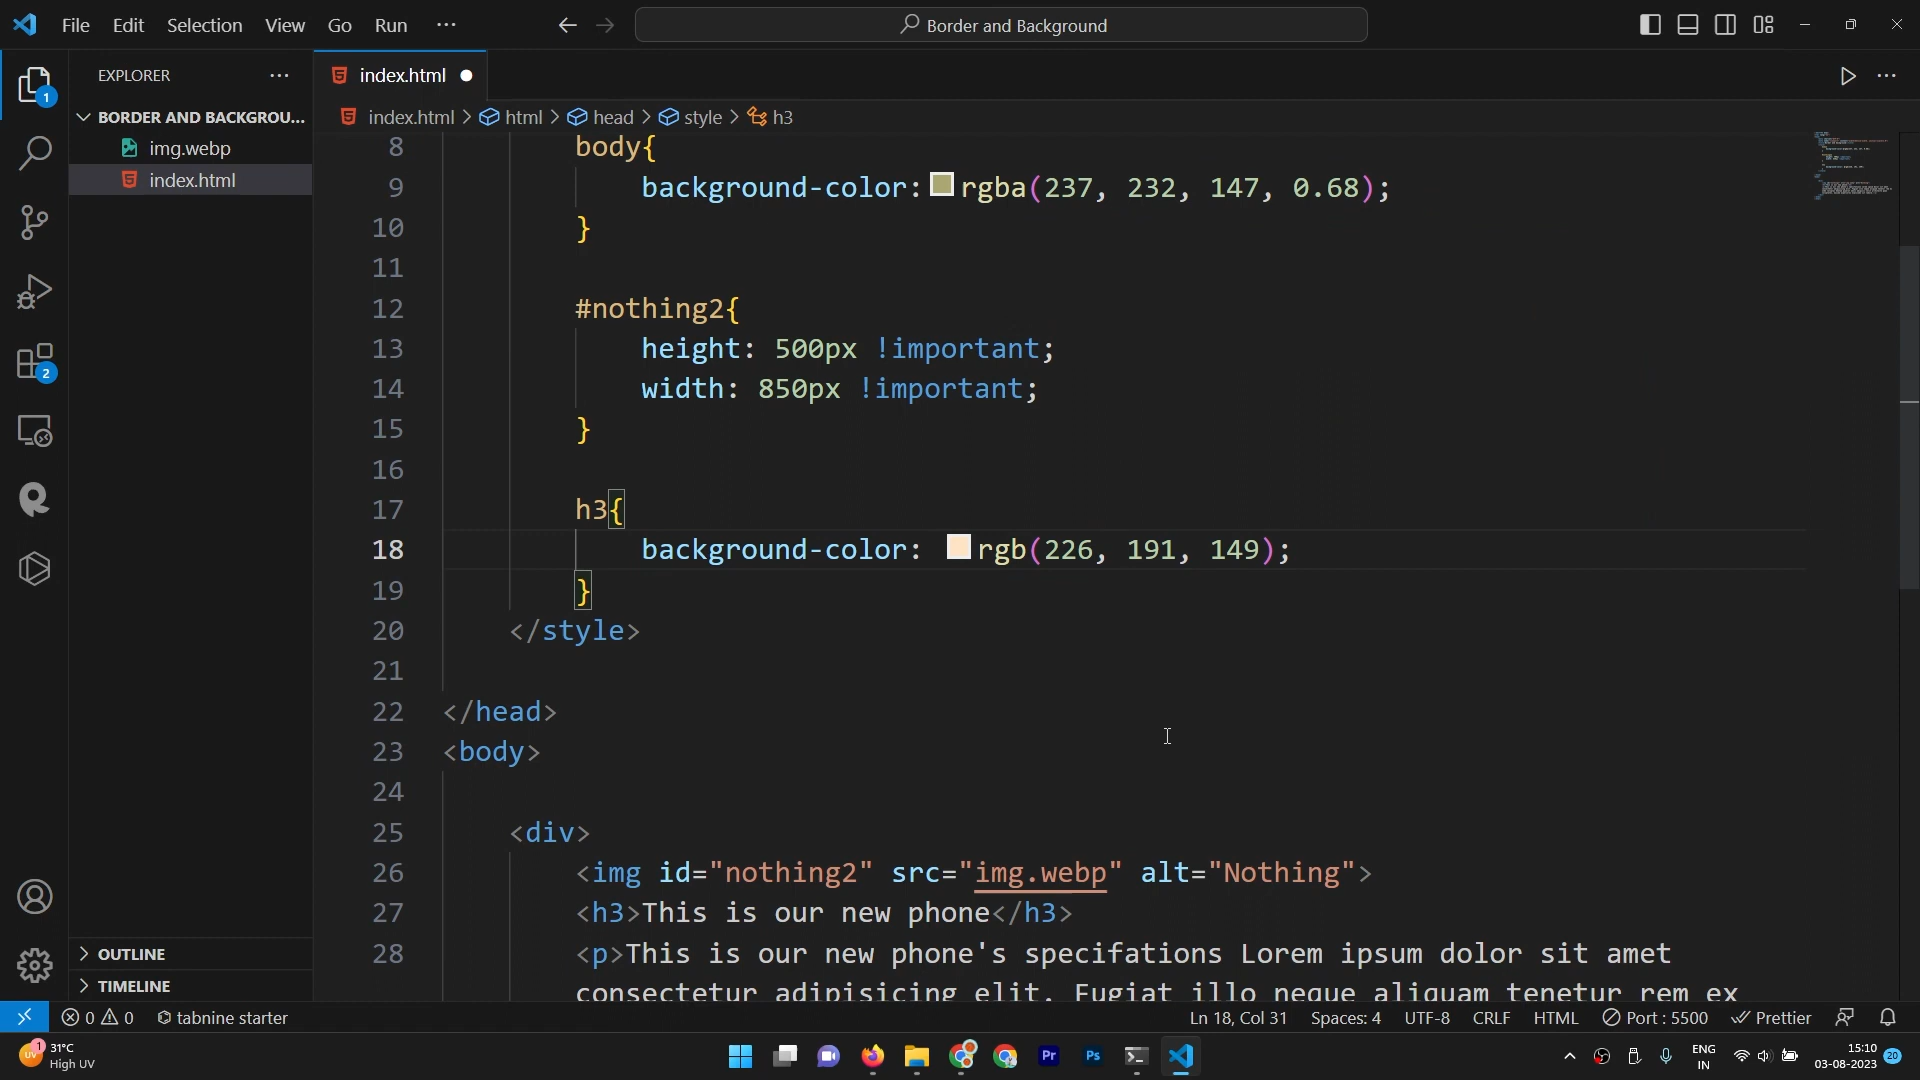 File Edit Selection View Go Run ··· Border and Background
EXPLORER ···
BORDER AND BACKGROU...
img.webp
index.html
index.html
index.html > html > head > style > h3
8 body{
9 background-color: rgba(237, 232, 147, 0.68);
10 }
11
12 #nothing2{
13 height: 500px !important;
14 width: 850px !important;
15 }
16
17 h3{
18 background-color: rgb(226, 191, 149);
19 }
20 </style>
21
22 </head>
23 <body>
24
25 <div>
26 <img id="nothing2" src="img.webp" alt="Nothing">
27 <h3>This is our new phone</h3>
28 <p>This is our new phone's specifations Lorem ipsum dolor sit amet
consectetur adipisicing elit. Fugiat illo neque aliquam tenetur rem ex
1
2
OUTLINE
TIMELINE
0 0 tabnine starter Ln 18, Col 31 Spaces: 4 UTF-8 CRLF HTML Port : 5500 Prettier
UV 1
31°C
High UV
Pr Ps
ENG
IN
15:10
03-08-2023
20